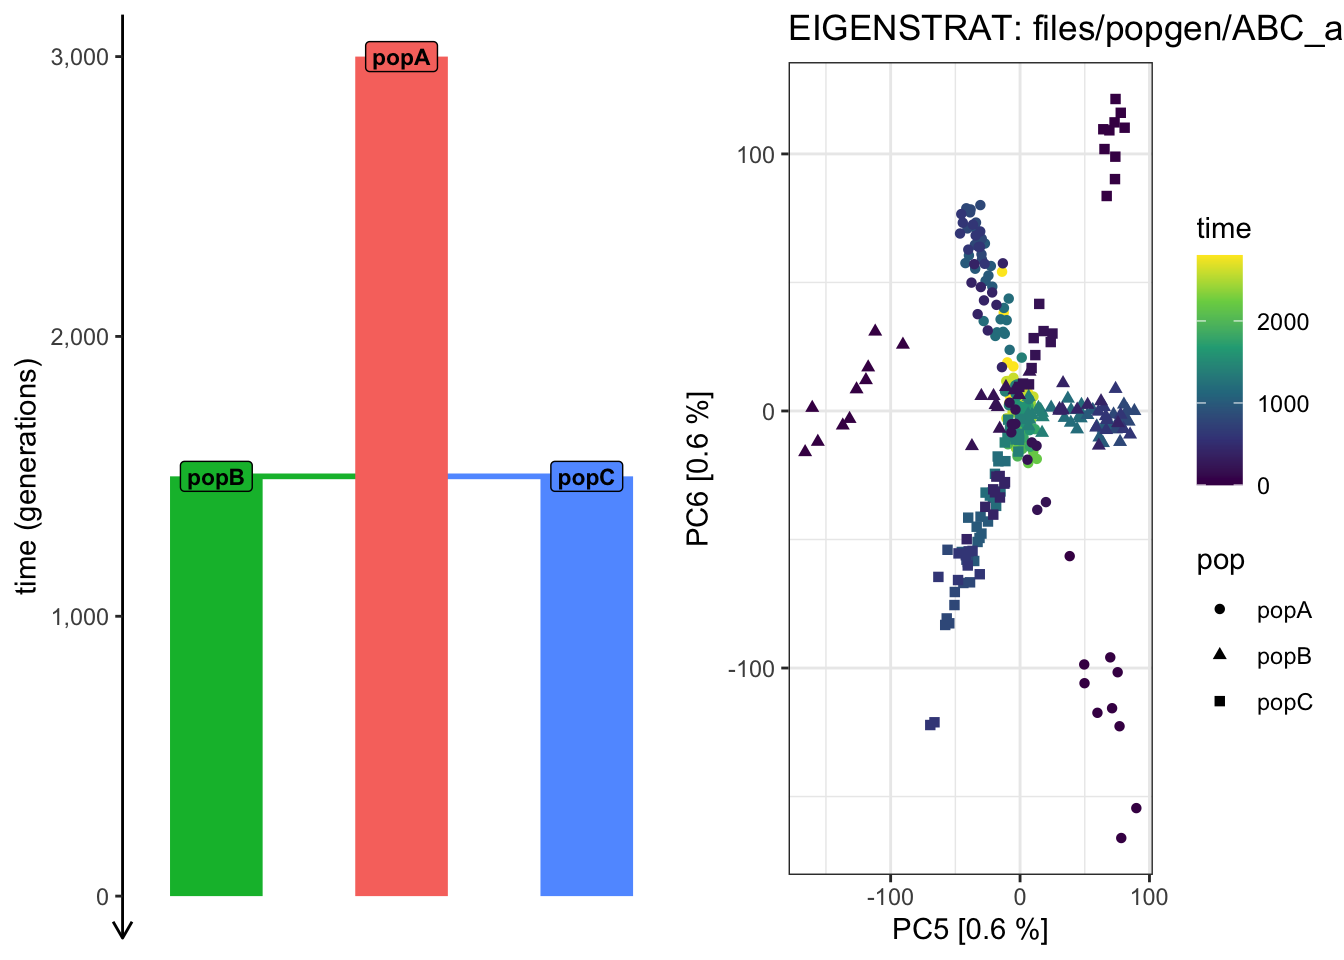 time (generations)
3,000
2,000
1,000
0
popA
popB
popC
EIGENSTRAT: files/popgen/ABC_a
PC6 [0.6 %]
100
0
-100
-100
0
100
PC5 [0.6 %]
time
2000
1000
0
pop
popA
popB
popC